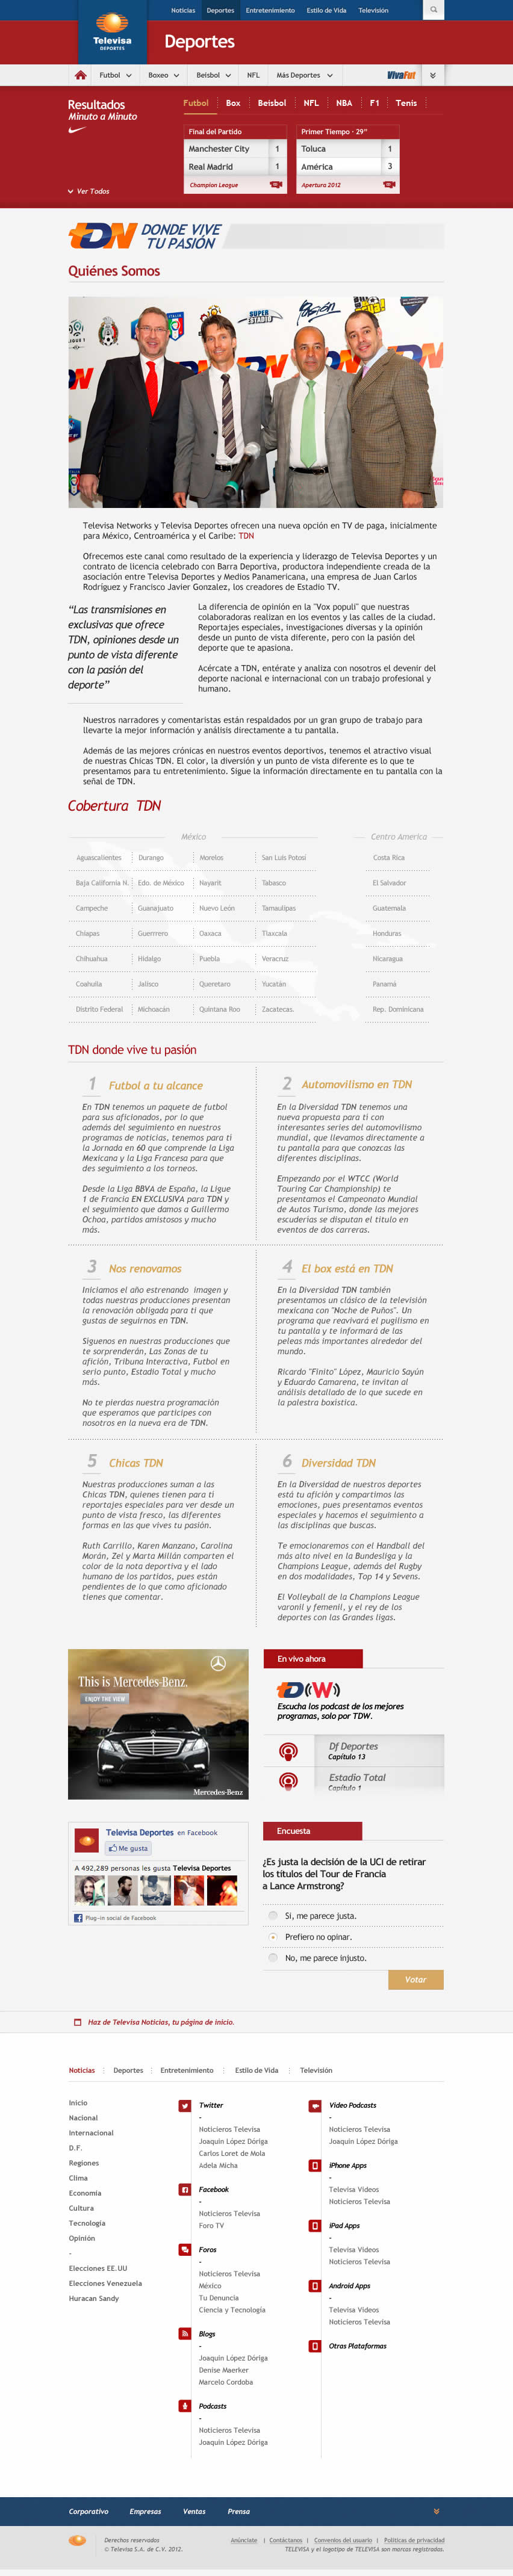 Noticias Deportes Entretenimiento Estilo de Vida Televisión
Televisa
DEPORTES
Deportes
Futbol Boxeo Beisbol NFL Más Deportes VivaFut
Resultados
Minuto a Minuto
Ver Todos
Futbol Box Beisbol NFL NBA F1 Tenis
Final del Partido
Manchester City 1
Real Madrid 1
Champion League
Primer Tiempo - 29"
Toluca 1
América 3
Apertura 2012
TDN DONDE VIVE
TU PASIÓN
Quiénes Somos
SUPER
ESTADIO
Televisa Networks y Televisa Deportes ofrecen una nueva opción en TV de paga, inicialmente
para México, Centroamérica y el Caribe: TDN
Ofrecemos este canal como resultado de la experiencia y liderazgo de Televisa Deportes y un
contrato de licencia celebrado con Barra Deportiva, productora independiente creada de la
asociación entre Televisa Deportes y Medios Panamericana, una empresa de Juan Carlos
Rodríguez y Francisco Javier Gonzalez, los creadores de Estadio TV.
“Las transmisiones en
exclusivas que ofrece
TDN, opiniones desde un
punto de vista diferente
con la pasión del
deporte”
La diferencia de opinión en la "Vox populi" que nuestras
colaboradoras realizan en los eventos y las calles de la ciudad.
Reportajes especiales, investigaciones diversas y la opinión
desde un punto de vista diferente, pero con la pasión del
deporte que te apasiona.
Acércate a TDN, entérate y analiza con nosotros el devenir del
deporte nacional e internacional con un trabajo profesional y
humano.
Nuestros narradores y comentaristas están respaldados por un gran grupo de trabajo para
llevarte la mejor información y análisis directamente a tu pantalla.
Además de las mejores crónicas en nuestros eventos deportivos, tenemos el atractivo visual
de nuestras Chicas TDN. El color, la diversión y un punto de vista diferente es lo que te
presentamos para tu entretenimiento. Sigue la información directamente en tu pantalla con la
señal de TDN.
Cobertura TDN
México
Aguascalientes Durango Morelos San Luis Potosí
Baja California N. Edo. de México Nayarit Tabasco
Campeche Guanajuato Nuevo León Tamaulipas
Chiapas Guerrrero Oaxaca Tlaxcala
Chihuahua Hidalgo Puebla Veracruz
Coahuila Jalisco Queretaro Yucatán
Distrito Federal Michoacán Quintana Roo Zacatecas.
Centro America
Costa Rica
El Salvador
Guatemala
Honduras
Nicaragua
Panamá
Rep. Dominicana
TDN donde vive tu pasión
1 Futbol a tu alcance
En TDN tenemos un paquete de futbol
para sus aficionados, por lo que
además del seguimiento en nuestros
programas de noticias, tenemos para ti
la Jornada en 60 que comprende la Liga
Mexicana y la Liga Francesa para que
des seguimiento a los torneos.
Desde la Liga BBVA de España, la Ligue
1 de Francia EN EXCLUSIVA para TDN y
el seguimiento que damos a Guillermo
Ochoa, partidos amistosos y mucho
más.
2 Automovilismo en TDN
En la Diversidad TDN tenemos una
nueva propuesta para ti con
interesantes series del automovilismo
mundial, que llevamos directamente a
tu pantalla para que conozcas las
diferentes disciplinas.
Empezando por el WTCC (World
Touring Car Championship) te
presentamos el Campeonato Mundial
de Autos Turismo, donde las mejores
escuderías se disputan el titulo en
eventos de dos carreras.
3 Nos renovamos
Iniciamos el año estrenando imagen y
todas nuestras producciones presentan
la renovación obligada para ti que
gustas de seguirnos en TDN.
Síguenos en nuestras producciones que
te sorprenderán, Las Zonas de tu
afición, Tribuna Interactiva, Futbol en
serio punto, Estadio Total y mucho
más.
No te pierdas nuestra programación
que esperamos que participes con
nosotros en la nueva era de TDN.
4 El box está en TDN
En la Diversidad TDN también
presentamos un clásico de la televisión
mexicana con "Noche de Puños". Un
programa que reavivará el pugilismo en
tu pantalla y te informará de las
peleas más importantes alrededor del
mundo.
Ricardo "Finito" López, Mauricio Sayún
y Eduardo Camarena, te invitan al
análisis detallado de lo que sucede en
la palestra boxística.
5 Chicas TDN
Nuestras producciones suman a las
Chicas TDN, quienes tienen para ti
reportajes especiales para ver desde un
punto de vista fresco, las diferentes
formas en las que vives tu pasión.
Ruth Carrillo, Karen Manzano, Carolina
Morán, Zel y Marta Millán comparten el
color de la nota deportiva y el lado
humano de los partidos, pues están
pendientes de lo que como aficionado
tienes que comentar.
6 Diversidad TDN
En la Diversidad de nuestros deportes
está tu afición y compartimos las
emociones, pues presentamos eventos
especiales y hacemos el seguimiento a
las disciplinas que buscas.
Te emocionaremos con el Handball del
más alto nivel en la Bundesliga y la
Champions League, además del Rugby
en dos modalidades, Top 14 y Sevens.
El Volleyball de la Champions League
varonil y femenil, y el rey de los
deportes con las Grandes ligas.
This is Mercedes-Benz.
ENJOY THE VIEW
Mercedes-Benz
En vivo ahora
TD(W)
Escucha los podcast de los mejores
programas, solo por TDW.
Df Deportes
Capítulo 13
Estadio Total
Capítulo 1
Televisa Deportes en Facebook
Me gusta
A 492,289 personas les gusta Televisa Deportes
Plug-in social de Facebook
Encuesta
¿Es justa la decisión de la UCI de retirar
los títulos del Tour de Francia
a Lance Armstrong?
Sí, me parece justa.
Prefiero no opinar.
No, me parece injusto.
Votar
Haz de Televisa Noticias, tu página de inicio.
Noticias Deportes Entretenimiento Estilo de Vida Televisión
Inicio
Nacional
Internacional
D.F.
Regiones
Clima
Economía
Cultura
Tecnología
Opinión
-
Elecciones EE.UU
Elecciones Venezuela
Huracan Sandy
Twitter
-
Noticieros Televisa
Joaquín López Dóriga
Carlos Loret de Mola
Adela Micha
Facebook
-
Noticieros Televisa
Foro TV
Foros
-
Noticieros Televisa
México
Tu Denuncia
Ciencia y Tecnología
Blogs
-
Joaquín López Dóriga
Denise Maerker
Marcelo Cordoba
Podcasts
-
Noticieros Televisa
Joaquín López Dóriga
Video Podcasts
-
Noticieros Televisa
Joaquín López Dóriga
iPhone Apps
-
Televisa Videos
Noticieros Televisa
iPad Apps
-
Televisa Videos
Noticieros Televisa
Android Apps
-
Televisa Videos
Noticieros Televisa
Otras Plataformas
Corporativo Empresas Ventas Prensa
Derechos reservados
© Televisa S.A. de C.V. 2012.
Anúnciate | Contáctanos | Convenios del usuario | Políticas de privacidad
TELEVISA y el logotipo de TELEVISA son marcas registradas.